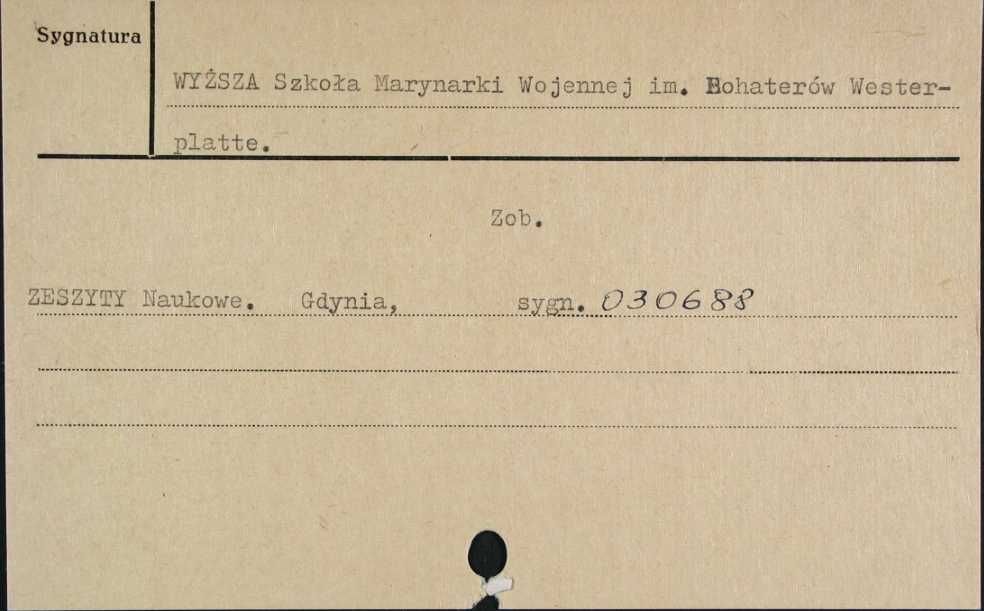 Sygnatura
WYŻSZA Szkoła Marynarki Wojennej im. Bohaterów Wester-
platte.
Zob.
ZESZYTY Naukowe. Gdynia, sygn. 030688